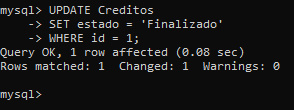 mysql> UPDATE Creditos
    -> SET estado = 'Finalizado'
    -> WHERE id = 1;
Query OK, 1 row affected (0.08 sec)
Rows matched: 1  Changed: 1  Warnings: 0
mysql>